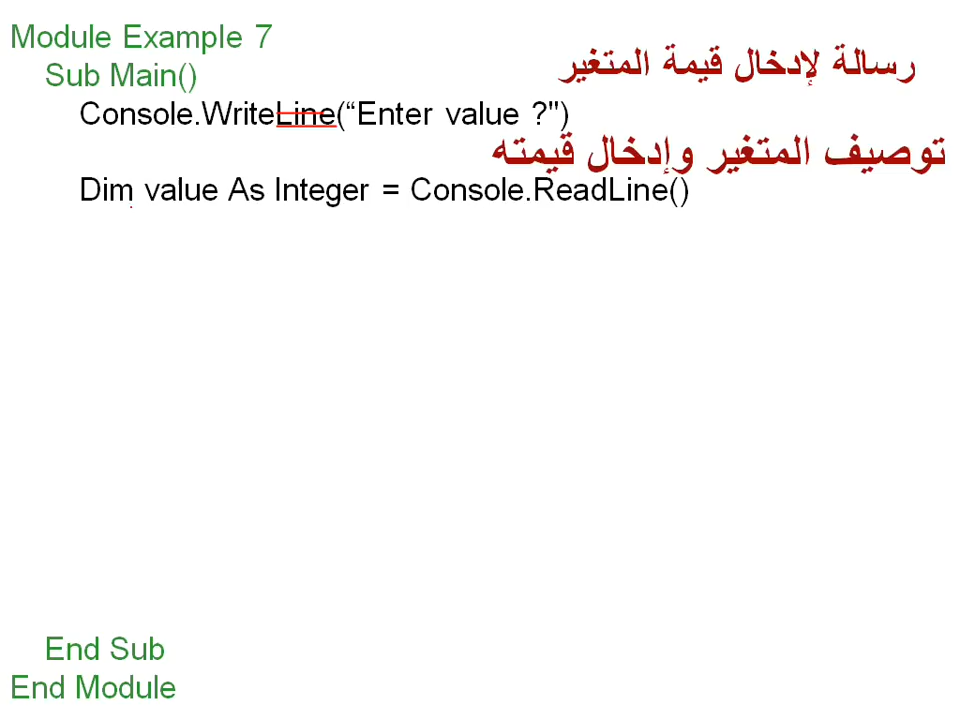 Module Example 7
Sub Main()
رسالة لإدخال قيمة المتغير
Console.WriteLine(“Enter value ?")
توصيف المتغير وإدخال قيمته
Dim value As Integer = Console.ReadLine()
End Sub
End Module